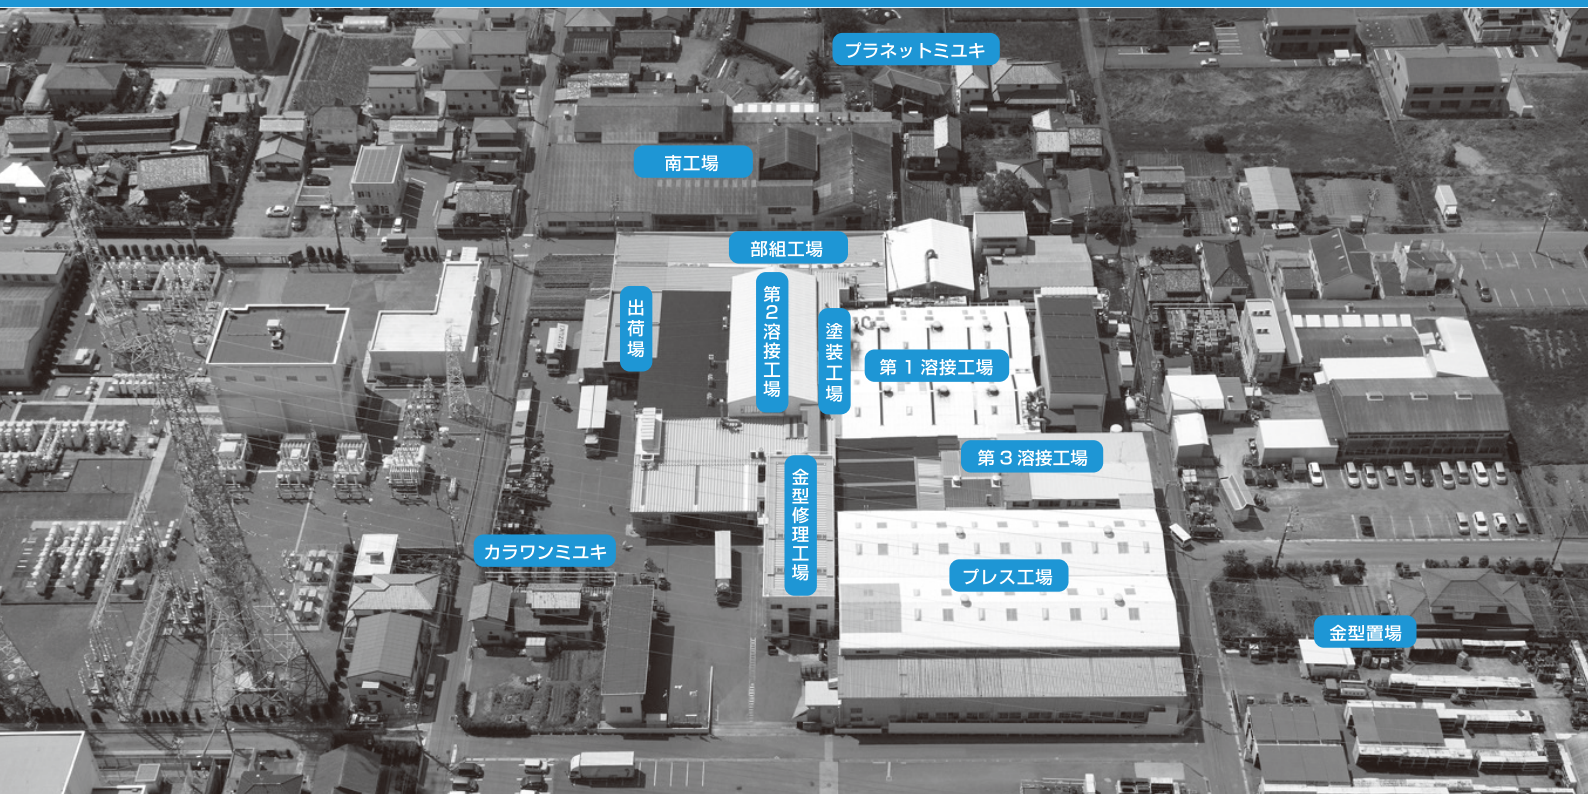 プラネットミユキ
南工場
部組工場
出荷場
第2溶接工場
塗装工場
第1溶接工場
第3溶接工場
金型修理工場
カラワンミユキ
プレス工場
金型置場